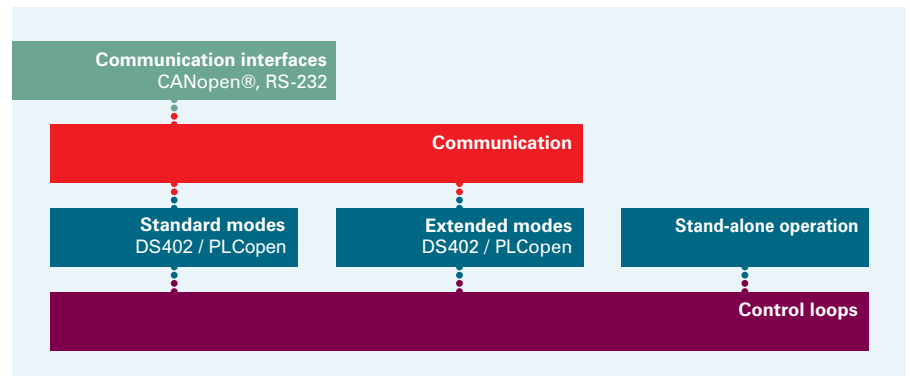 Communication interfaces
CANopen®, RS-232
Communication
Standard modes
DS402 / PLCopen
Extended modes
DS402 / PLCopen
Stand-alone operation
Control loops